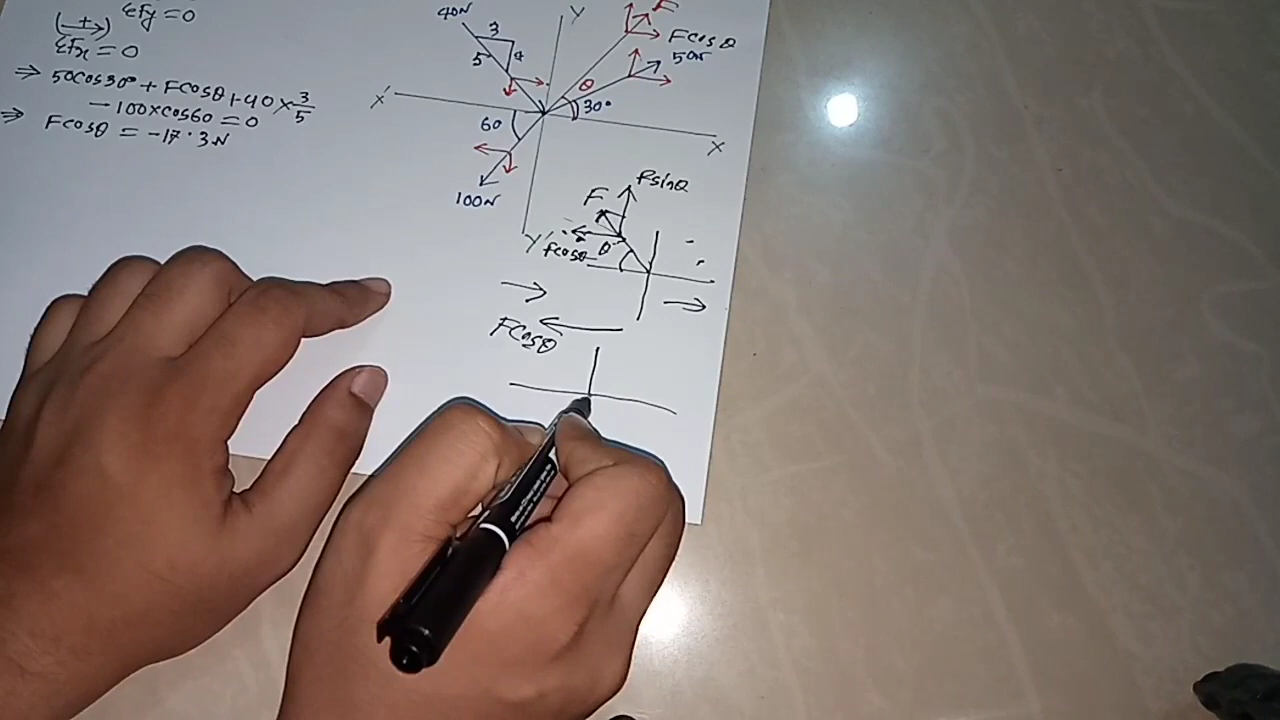 ΣFy = 0
(+→)
ΣFx = 0
⇒ 50cos30° + Fcosθ + 40 × 3/5
- 100 × cos60 = 0
⇒ Fcosθ = -17.3N
40N
3
5
4
Y
F
Fcosθ
50N
θ
30°
X'
60
X
100N
Y'
Fsinθ
F
fcosθ
θ
Fcosθ